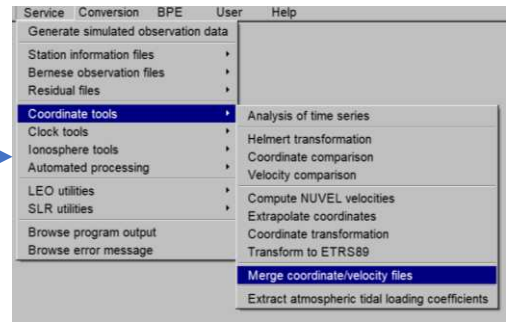 Service Conversion BPE User Help
Generate simulated observation data
Station information files
Bernese observation files
Residual files
Coordinate tools
Clock tools
Ionosphere tools
Automated processing
LEO utilities
SLR utilities
Browse program output
Browse error message
Analysis of time series
Helmert transformation
Coordinate comparison
Velocity comparison
Compute NUVEL velocities
Extrapolate coordinates
Coordinate transformation
Transform to ETRS89
Merge coordinate/velocity files
Extract atmospheric tidal loading coefficients